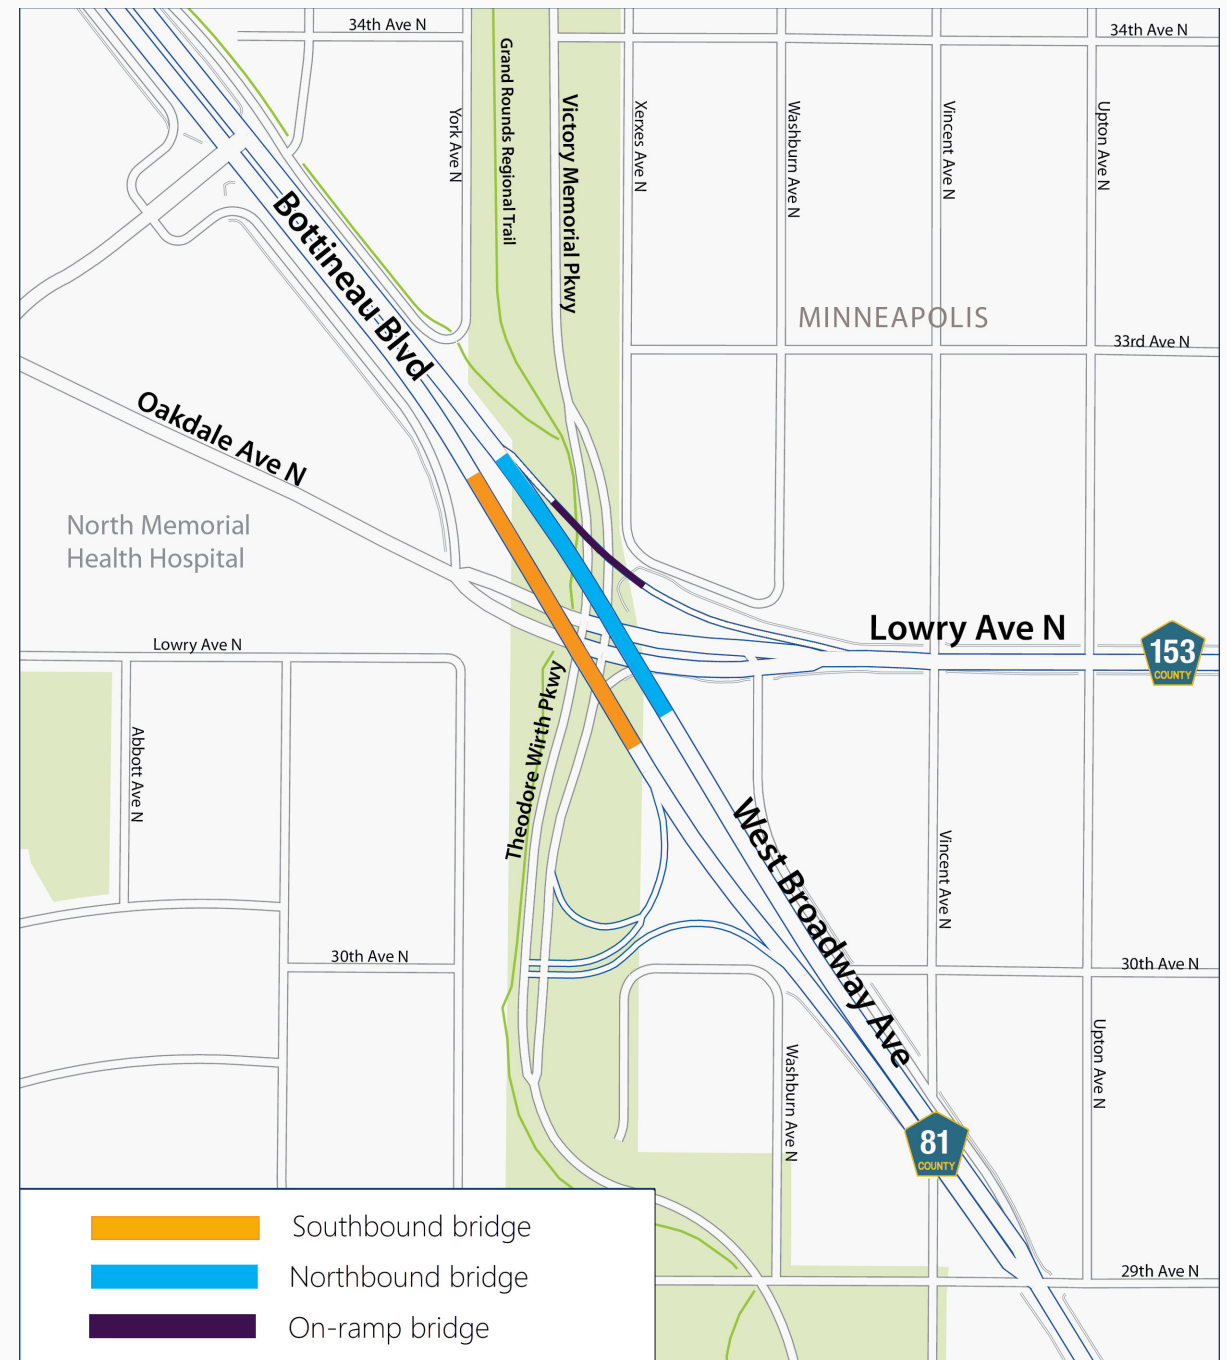 34th Ave N
34th Ave N
Grand Rounds Regional Trail
Victory Memorial Pkwy
York Ave N
Xerxes Ave N
Washburn Ave N
Vincent Ave N
Upton Ave N
Bottineau Blvd
MINNEAPOLIS
33rd Ave N
Oakdale Ave N
North Memorial
Health Hospital
Lowry Ave N
Lowry Ave N
153
COUNTY
Theodore Wirth Pkwy
Abbott Ave N
West Broadway Ave
Vincent Ave N
30th Ave N
30th Ave N
Washburn Ave N
Upton Ave N
81
COUNTY
29th Ave N
Southbound bridge
Northbound bridge
On-ramp bridge